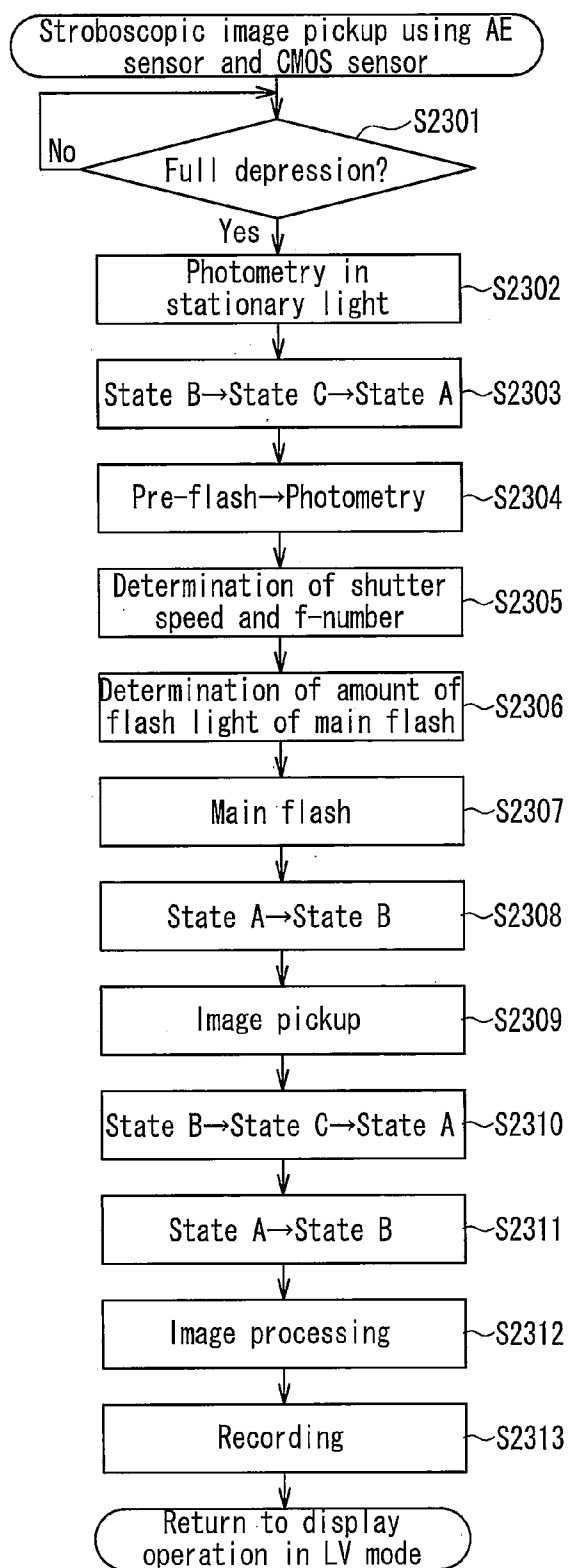 Stroboscopic image pickup using AE
sensor and CMOS sensor
S2301
No
Full depression?
Yes
Photometry in
stationary light
S2302
State B→State C→State A
S2303
Pre-flash→Photometry
S2304
Determination of shutter
speed and f-number
S2305
Determination of amount of
flash light of main flash
S2306
Main flash
S2307
State A→State B
S2308
Image pickup
S2309
State B→State C→State A
S2310
State A→State B
S2311
Image processing
S2312
Recording
S2313
Return to display
operation in LV mode